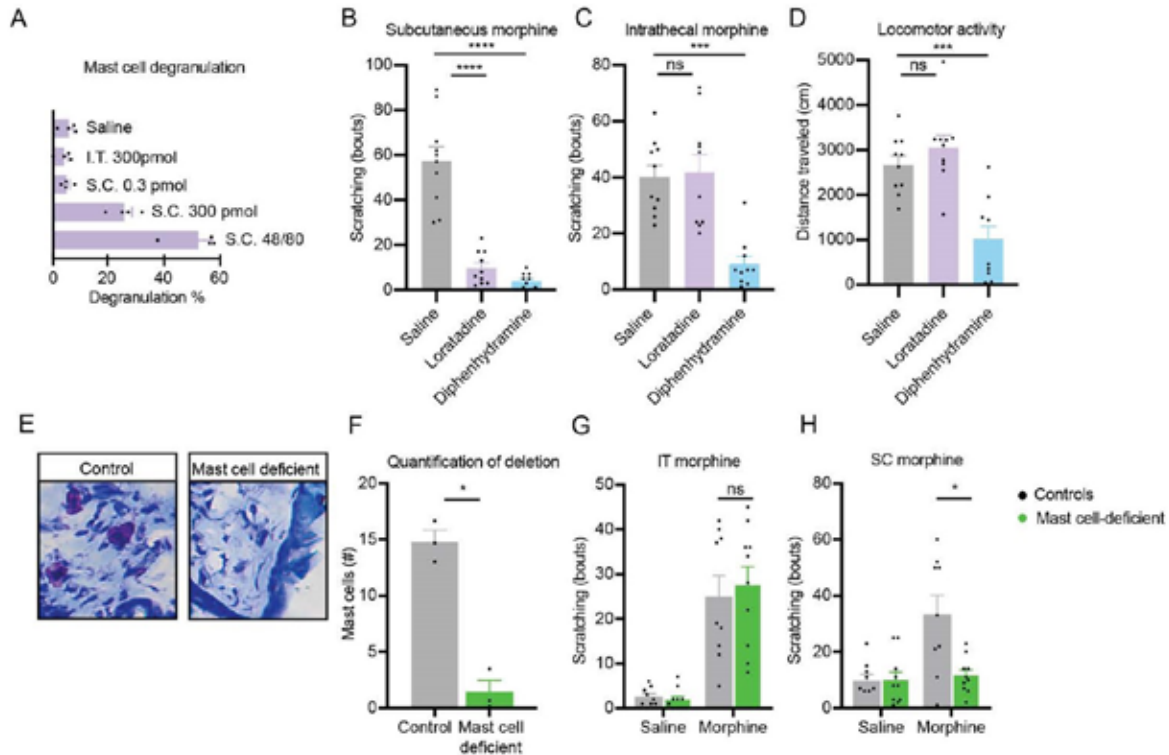 A
Mast cell degranulation
Saline
I.T. 300pmol
S.C. 0.3 pmol
S.C. 300 pmol
S.C. 48/80
0 20 40 60
Degranulation %
B
Subcutaneous morphine
****
****
Scratching (bouts)
100
80
60
40
20
0
Saline
Loratadine
Diphenhydramine
C
Intrathecal morphine
***
ns
Scratching (bouts)
80
60
40
20
0
Saline
Loratadine
Diphenhydramine
D
Locomotor activity
***
ns
Distance traveled (cm)
5000
4000
3000
2000
1000
0
Saline
Loratadine
Diphenhydramine
E
Control
Mast cell deficient
F
Quantification of deletion
*
Mast cells (#)
20
15
10
5
0
Control
Mast cell
deficient
G
IT morphine
ns
Scratching (bouts)
50
40
30
20
10
0
Saline
Morphine
H
SC morphine
*
Scratching (bouts)
80
60
40
20
0
Saline
Morphine
Controls
Mast cell-deficient